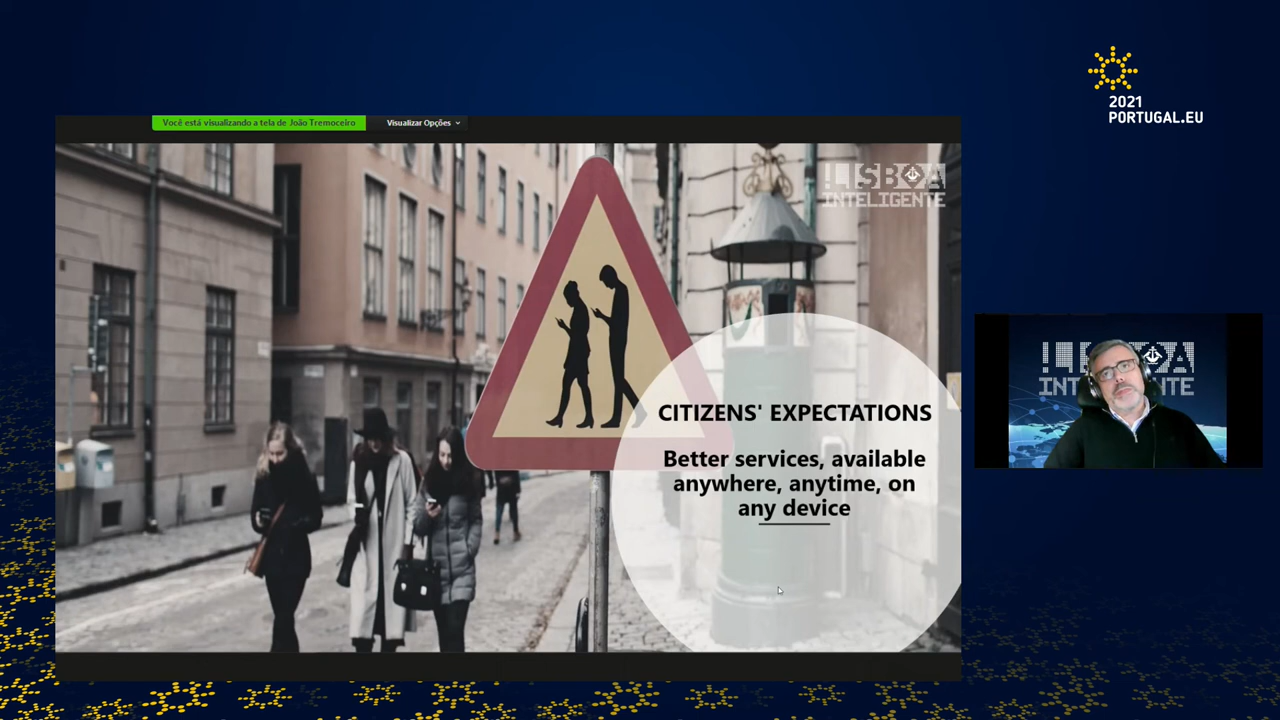 2021
PORTUGAL.EU
Você está visualizando a tela de João Tremoceiro
Visualizar Opções
!LISBOA
INTELIGENTE
CITIZENS' EXPECTATIONS
Better services, available
anywhere, anytime, on
any device
!LISBOA
INTELIGENTE